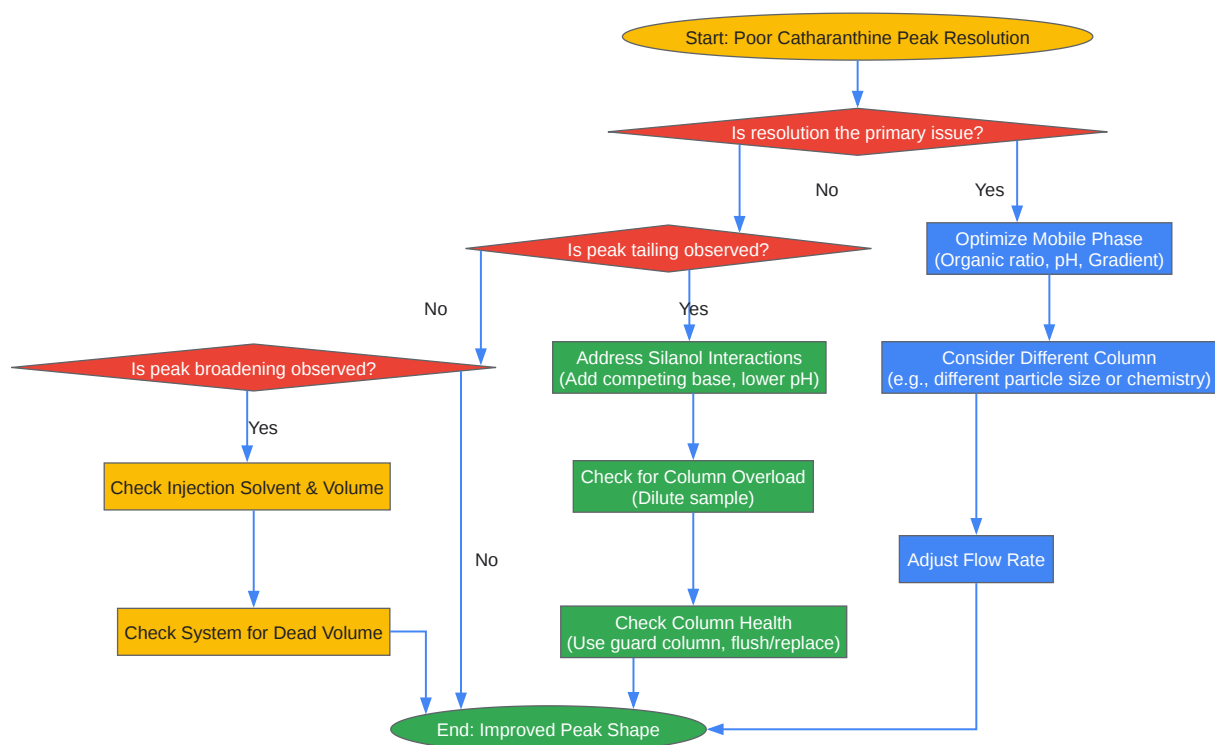 Start: Poor Catharanthine Peak Resolution
Is resolution the primary issue?
No
Yes
Is peak tailing observed?
Optimize Mobile Phase
(Organic ratio, pH, Gradient)
No
Yes
Is peak broadening observed?
Address Silanol Interactions
(Add competing base, lower pH)
Consider Different Column
(e.g., different particle size or chemistry)
Yes
Check Injection Solvent & Volume
Check for Column Overload
(Dilute sample)
No
Adjust Flow Rate
Check System for Dead Volume
Check Column Health
(Use guard column, flush/replace)
End: Improved Peak Shape